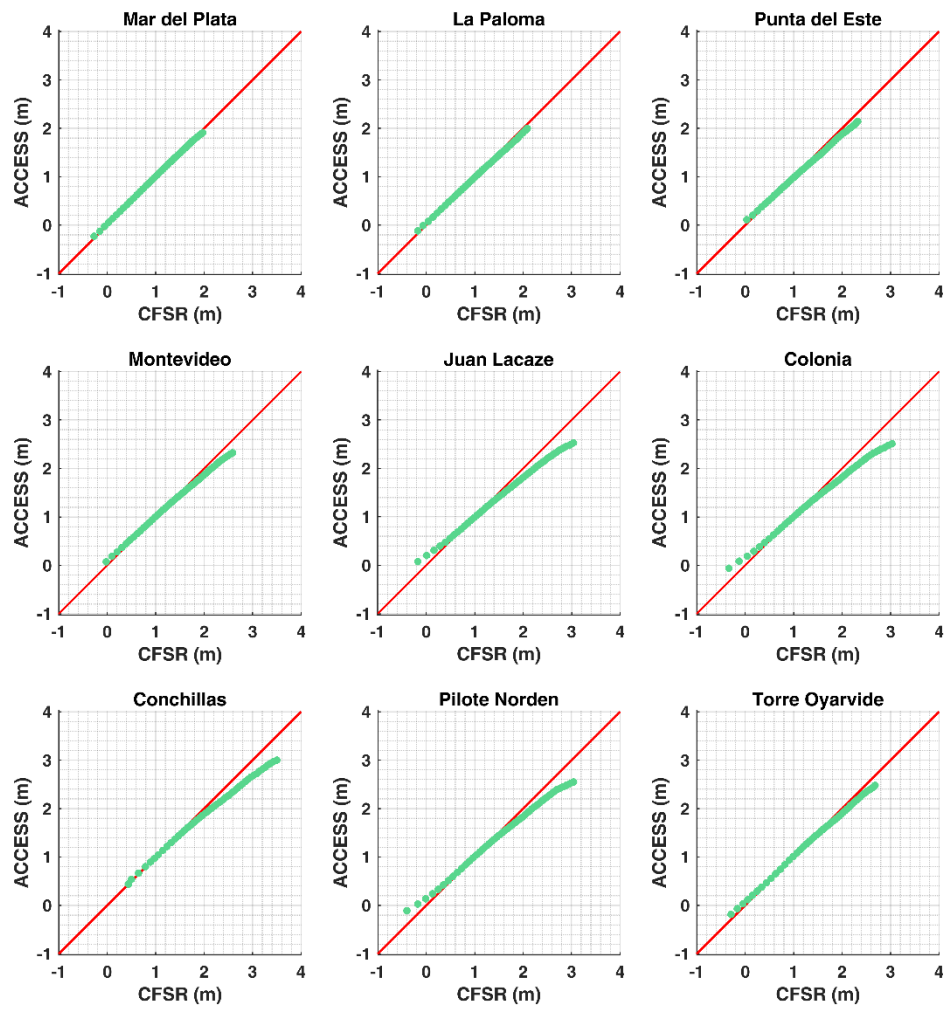 Mar del Plata
4
3
2
1
0
-1
ACCESS (m)
-1 0 1 2 3 4
CFSR (m)
La Paloma
4
3
2
1
0
-1
ACCESS (m)
-1 0 1 2 3 4
CFSR (m)
Punta del Este
4
3
2
1
0
-1
ACCESS (m)
-1 0 1 2 3 4
CFSR (m)
Montevideo
4
3
2
1
0
-1
ACCESS (m)
-1 0 1 2 3 4
CFSR (m)
Juan Lacaze
4
3
2
1
0
-1
ACCESS (m)
-1 0 1 2 3 4
CFSR (m)
Colonia
4
3
2
1
0
-1
ACCESS (m)
-1 0 1 2 3 4
CFSR (m)
Conchillas
4
3
2
1
0
-1
ACCESS (m)
-1 0 1 2 3 4
CFSR (m)
Pilote Norden
4
3
2
1
0
-1
ACCESS (m)
-1 0 1 2 3 4
CFSR (m)
Torre Oyarvide
4
3
2
1
0
-1
ACCESS (m)
-1 0 1 2 3 4
CFSR (m)